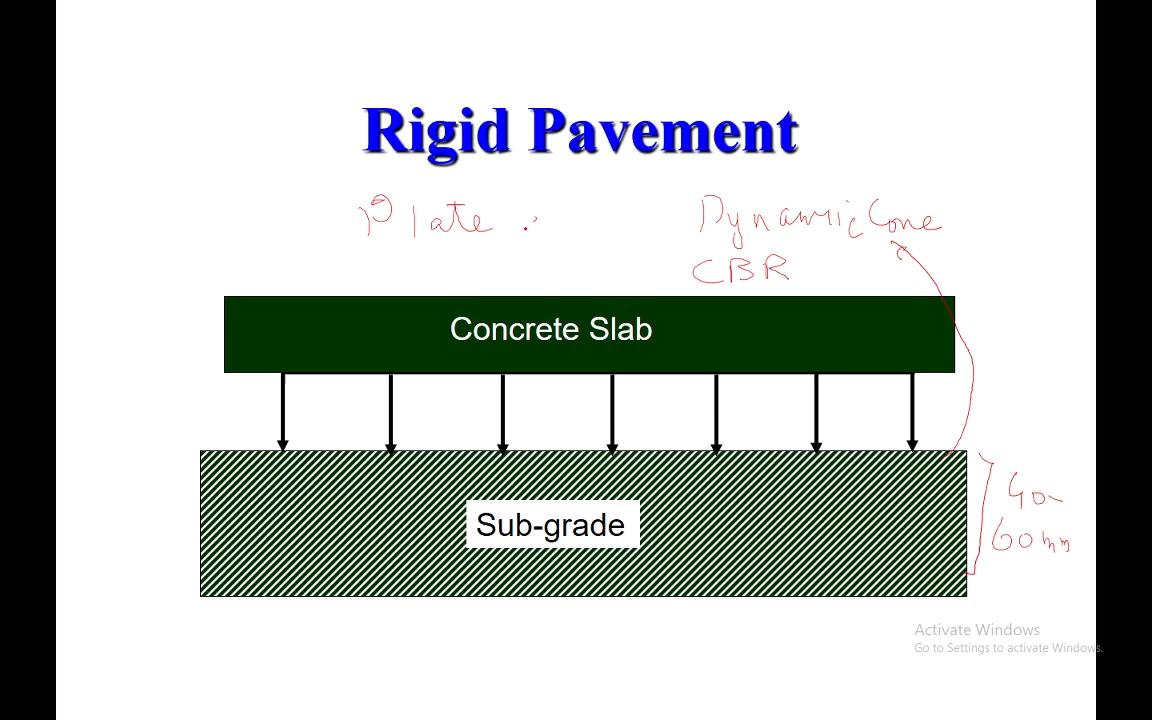 Rigid Pavement
Plate :
Dynamic Cone
CBR
Concrete Slab
Sub-grade
40-
60mm
Activate Windows
Go to Settings to activate Windows.